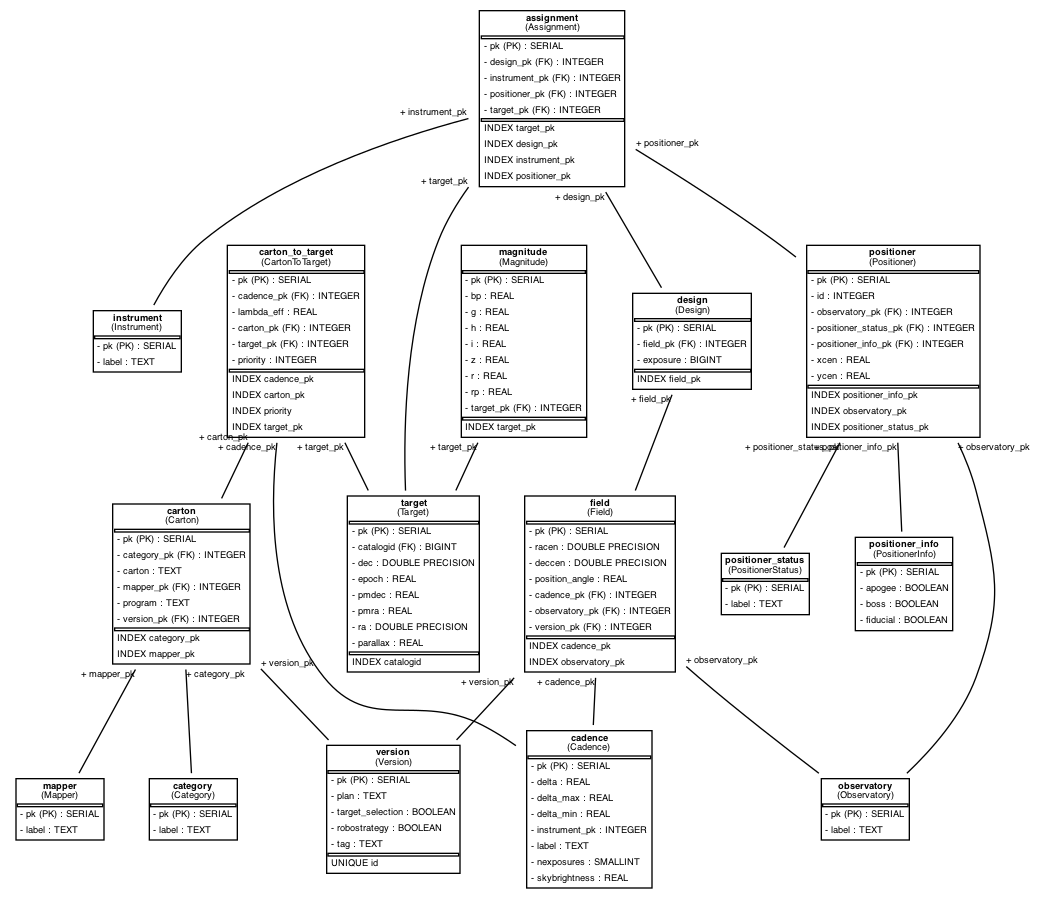 assignment
(Assignment)
- pk (PK) : SERIAL
- design_pk (FK) : INTEGER
- instrument_pk (FK) : INTEGER
- positioner_pk (FK) : INTEGER
- target_pk (FK) : INTEGER
INDEX target_pk
INDEX design_pk
INDEX instrument_pk
INDEX positioner_pk
+ instrument_pk
+ target_pk
+ design_pk
+ positioner_pk
instrument
(Instrument)
- pk (PK) : SERIAL
- label : TEXT
carton_to_target
(CartonToTarget)
- pk (PK) : SERIAL
- cadence_pk (FK) : INTEGER
- lambda_eff : REAL
- carton_pk (FK) : INTEGER
- target_pk (FK) : INTEGER
- priority : INTEGER
INDEX cadence_pk
INDEX carton_pk
INDEX priority
INDEX target_pk
+ carton_pk
+ cadence_pk
+ target_pk
magnitude
(Magnitude)
- pk (PK) : SERIAL
- bp : REAL
- g : REAL
- h : REAL
- i : REAL
- z : REAL
- r : REAL
- rp : REAL
- target_pk (FK) : INTEGER
INDEX target_pk
+ target_pk
design
(Design)
- pk (PK) : SERIAL
- field_pk (FK) : INTEGER
- exposure : BIGINT
INDEX field_pk
+ field_pk
positioner
(Positioner)
- pk (PK) : SERIAL
- id : INTEGER
- observatory_pk (FK) : INTEGER
- positioner_status_pk (FK) : INTEGER
- positioner_info_pk (FK) : INTEGER
- xcen : REAL
- ycen : REAL
INDEX positioner_info_pk
INDEX observatory_pk
INDEX positioner_status_pk
+ positioner_status_pk
+ positioner_info_pk
+ observatory_pk
carton
(Carton)
- pk (PK) : SERIAL
- category_pk (FK) : INTEGER
- carton : TEXT
- mapper_pk (FK) : INTEGER
- program : TEXT
- version_pk (FK) : INTEGER
INDEX category_pk
INDEX mapper_pk
+ mapper_pk
+ category_pk
+ version_pk
target
(Target)
- pk (PK) : SERIAL
- catalogid (FK) : BIGINT
- dec : DOUBLE PRECISION
- epoch : REAL
- pmdec : REAL
- pmra : REAL
- ra : DOUBLE PRECISION
- parallax : REAL
INDEX catalogid
field
(Field)
- pk (PK) : SERIAL
- racen : DOUBLE PRECISION
- deccen : DOUBLE PRECISION
- position_angle : REAL
- cadence_pk (FK) : INTEGER
- observatory_pk (FK) : INTEGER
- version_pk (FK) : INTEGER
INDEX cadence_pk
INDEX observatory_pk
+ version_pk
+ cadence_pk
+ observatory_pk
positioner_status
(PositionerStatus)
- pk (PK) : SERIAL
- label : TEXT
positioner_info
(PositionerInfo)
- pk (PK) : SERIAL
- apogee : BOOLEAN
- boss : BOOLEAN
- fiducial : BOOLEAN
mapper
(Mapper)
- pk (PK) : SERIAL
- label : TEXT
category
(Category)
- pk (PK) : SERIAL
- label : TEXT
version
(Version)
- pk (PK) : SERIAL
- plan : TEXT
- target_selection : BOOLEAN
- robostrategy : BOOLEAN
- tag : TEXT
UNIQUE id
cadence
(Cadence)
- pk (PK) : SERIAL
- delta : REAL
- delta_max : REAL
- delta_min : REAL
- instrument_pk : INTEGER
- label : TEXT
- nexposures : SMALLINT
- skybrightness : REAL
observatory
(Observatory)
- pk (PK) : SERIAL
- label : TEXT